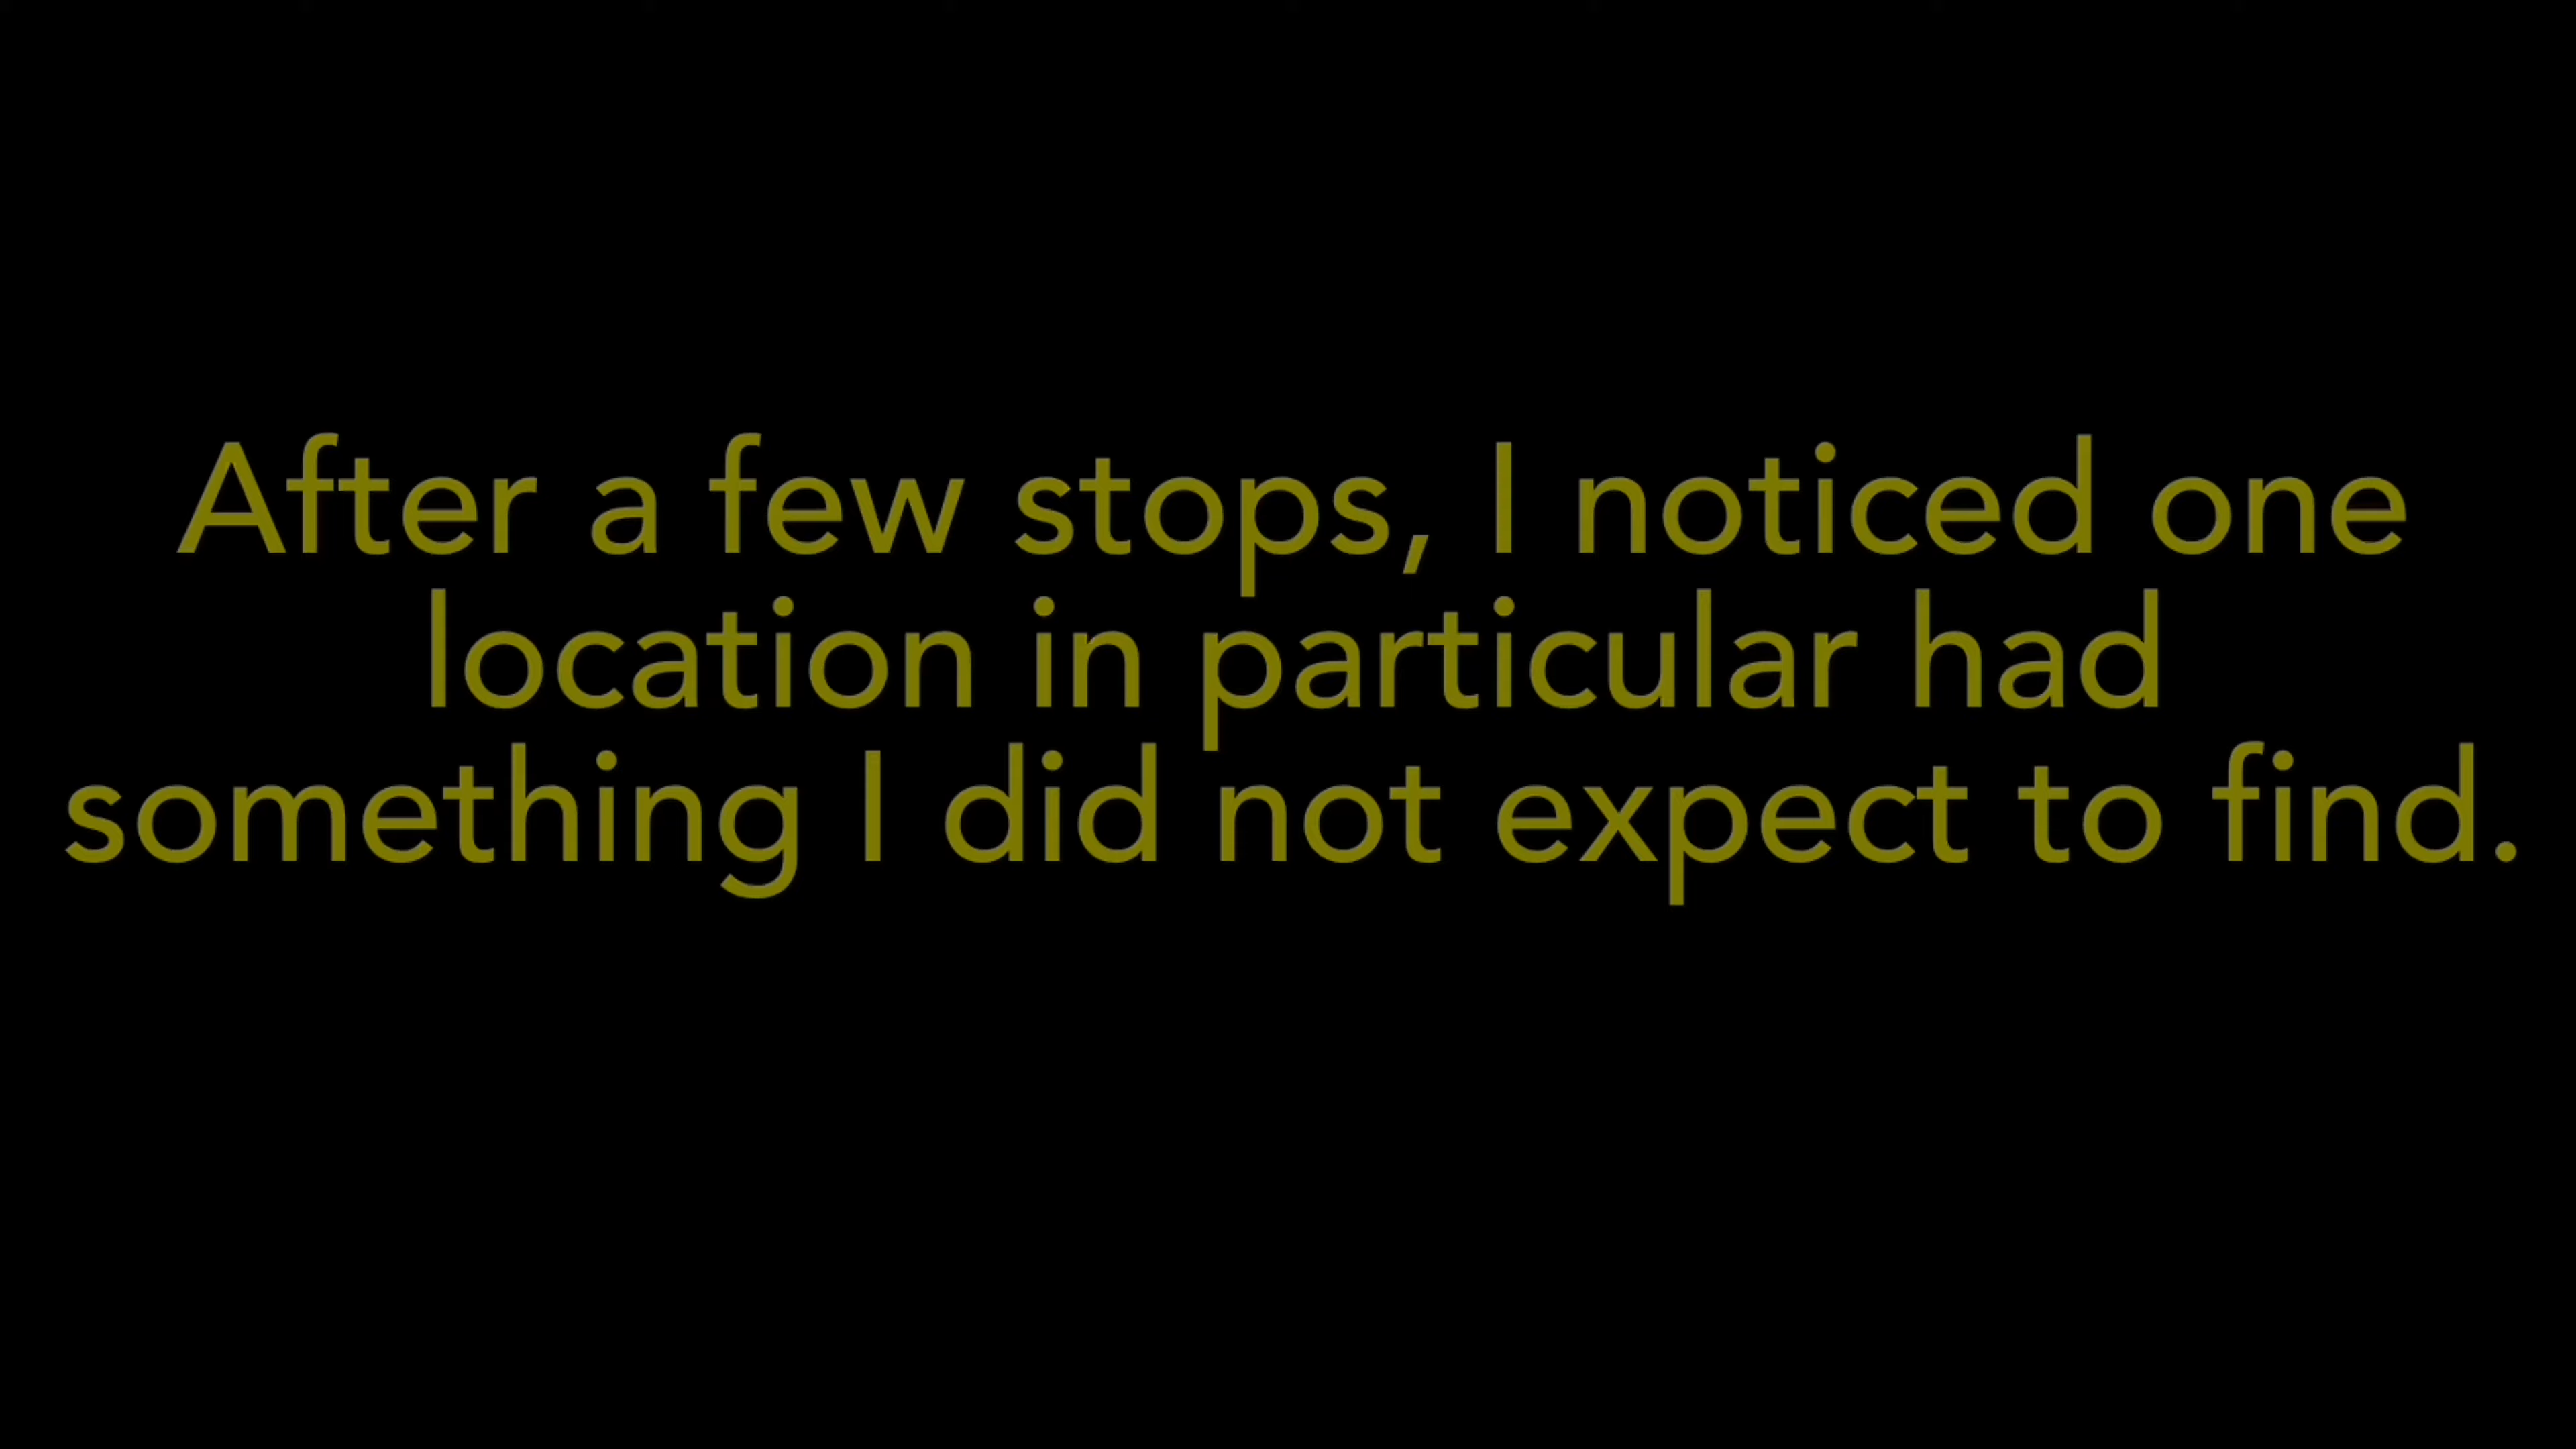 After a few stops, I noticed one
location in particular had
something I did not expect to find.